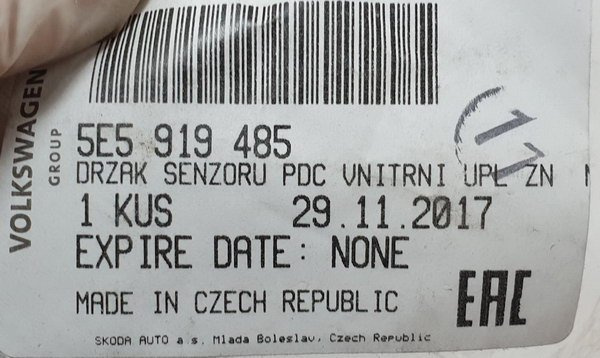 VOLKSWAGEN
GROUP
5E5 919 485
DRZAK SENZORU PDC VNITRNI UPL ZN
1 KUS 29.11.2017
EXPIRE DATE: NONE
MADE IN CZECH REPUBLIC
EAC
SKODA AUTO a.s. Mlada Boleslav, Czech Republic
11